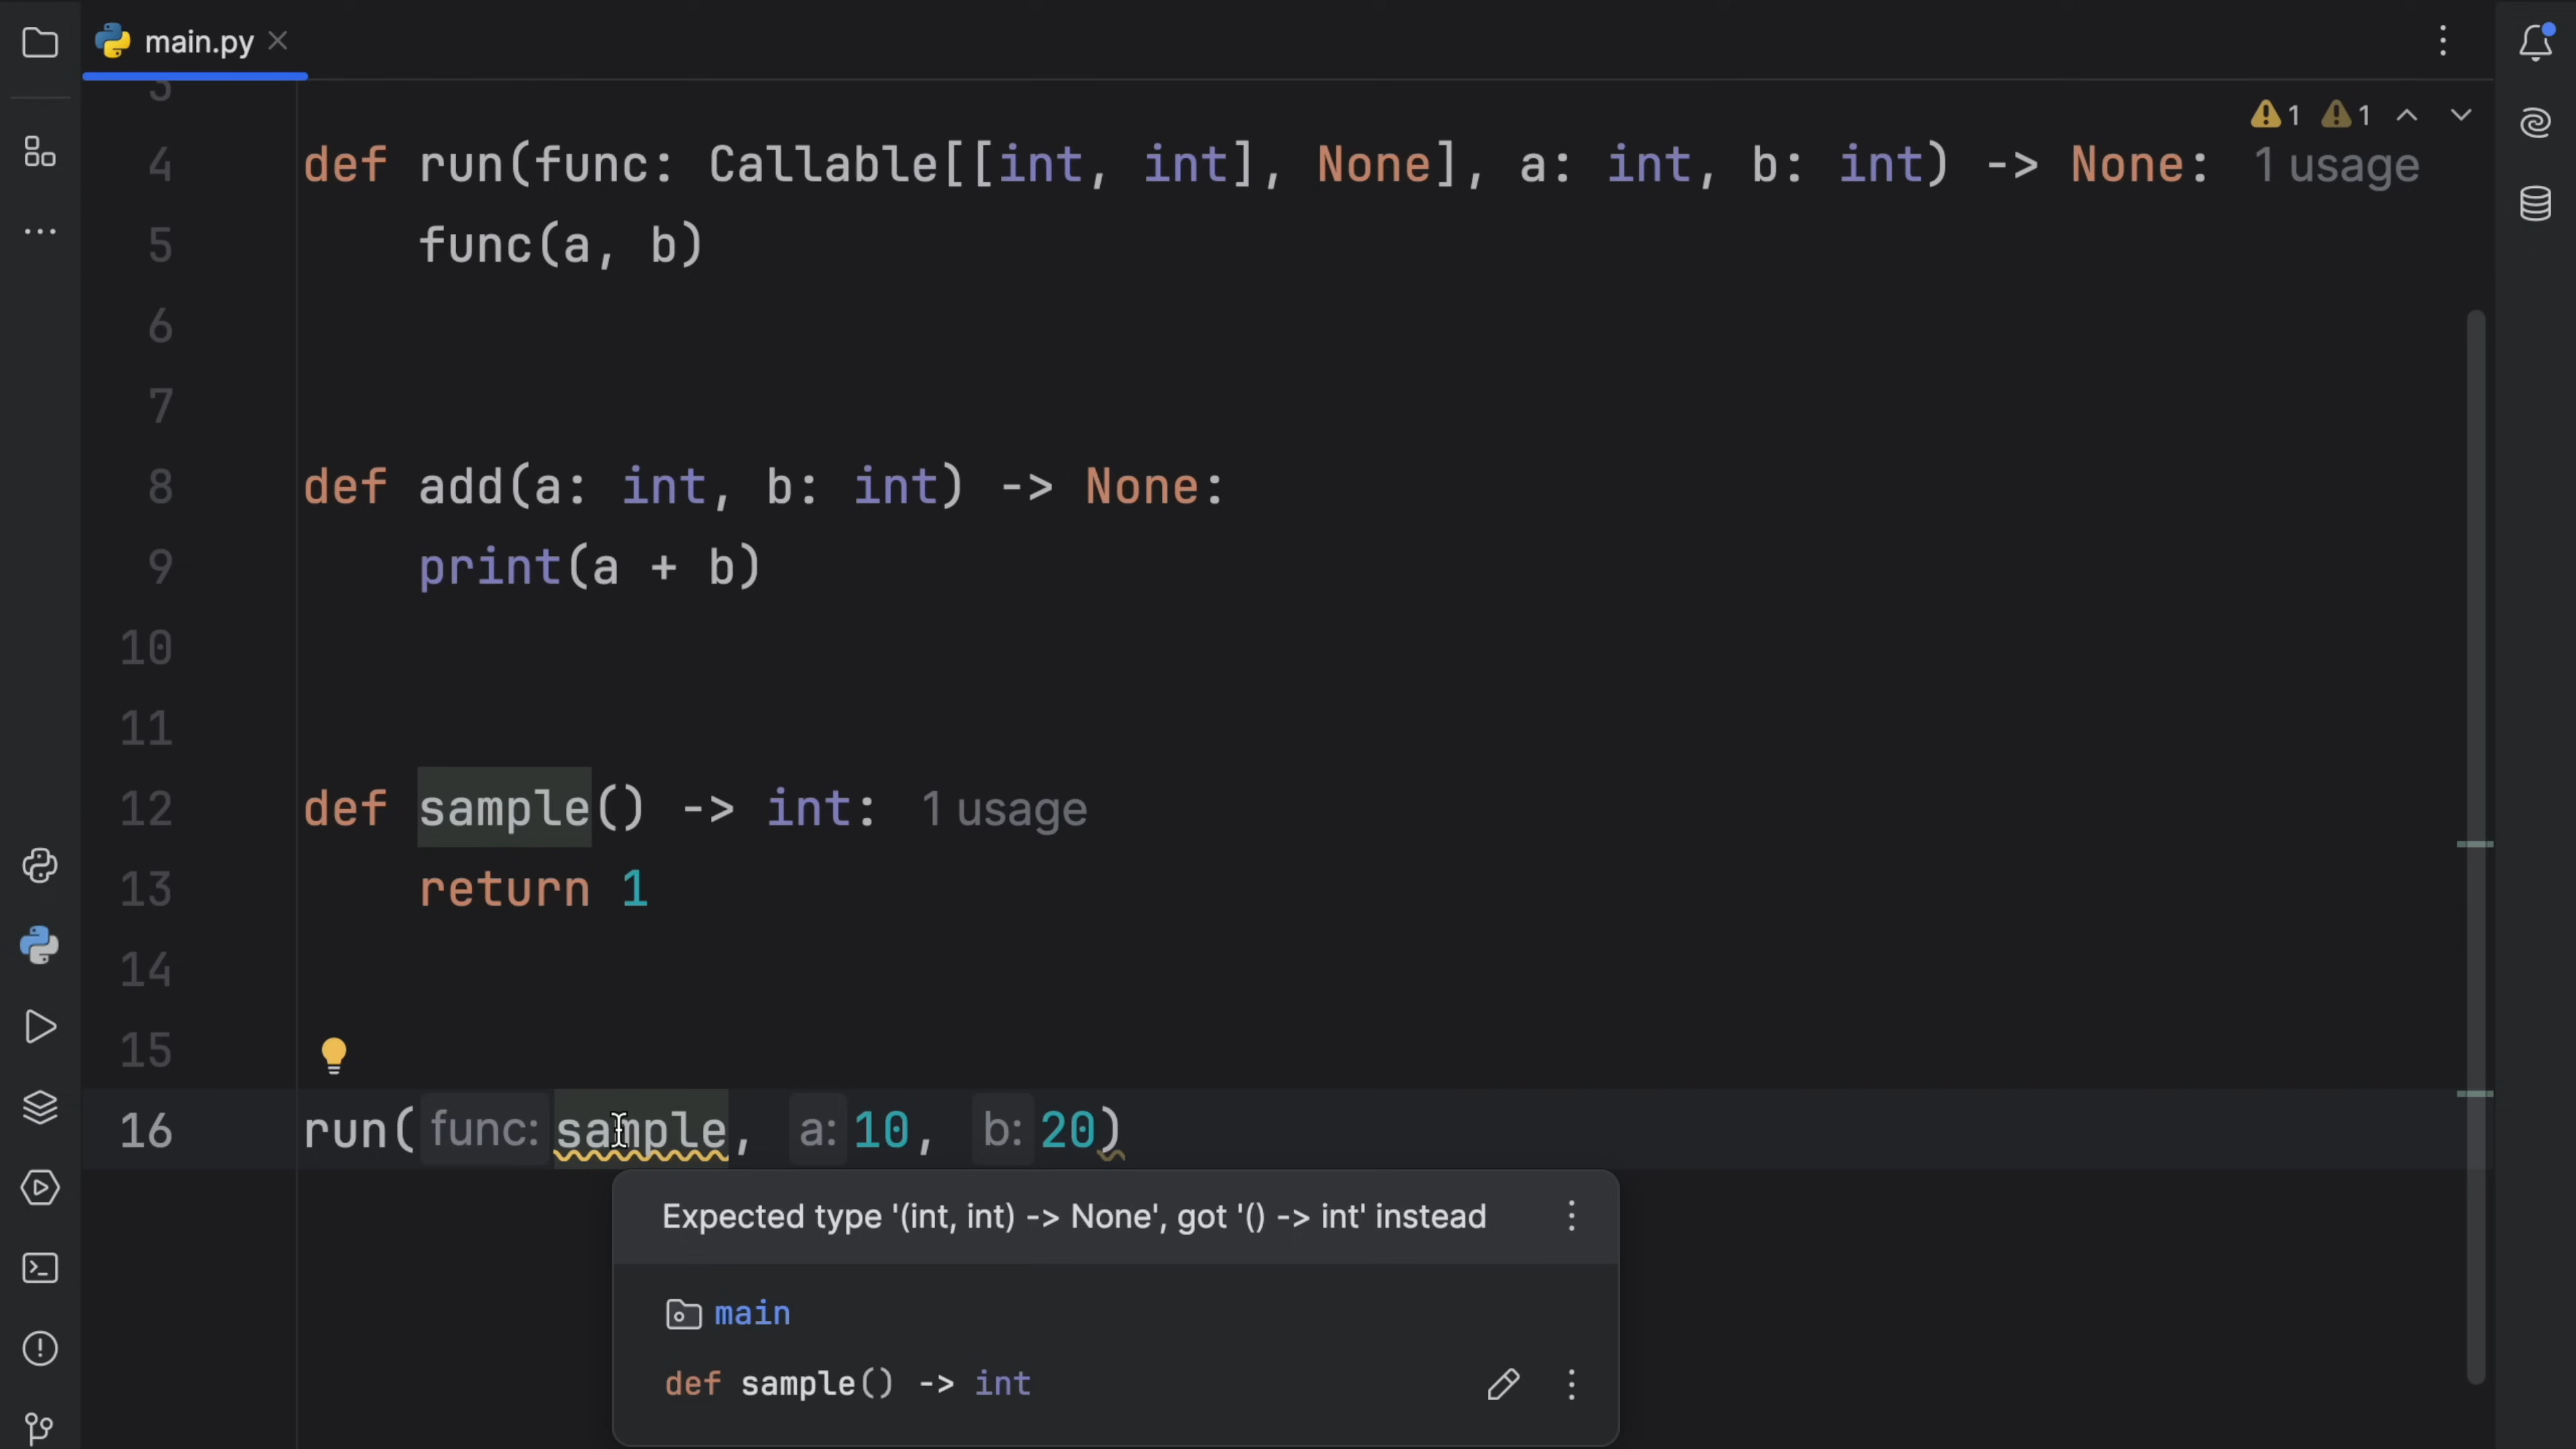 main.py
3
1 1
4 def run(func: Callable[[int, int], None], a: int, b: int) -> None: 1 usage
5 func(a, b)
6
7
8 def add(a: int, b: int) -> None:
9 print(a + b)
10
11
12 def sample() -> int: 1 usage
13 return 1
14
15
16 run( func: sample, a: 10, b: 20)
Expected type '(int, int) -> None', got '() -> int' instead
main
def sample() -> int